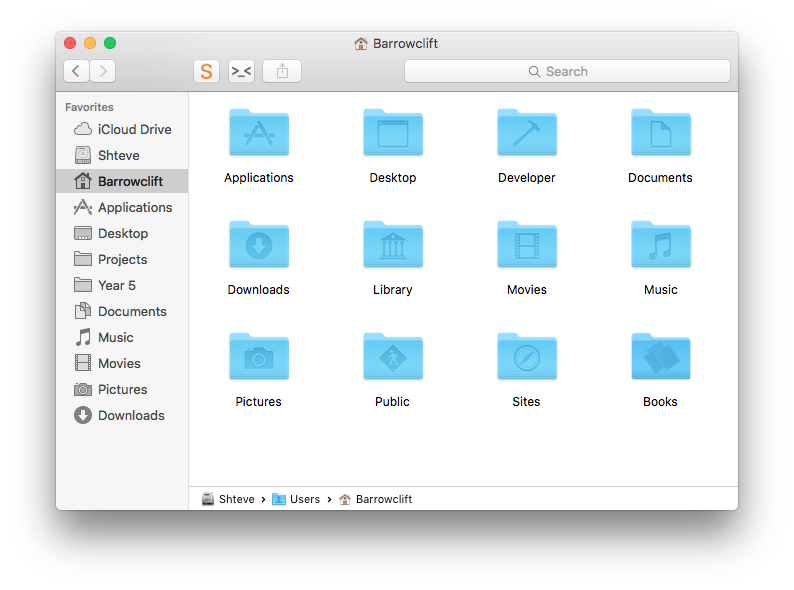 Barrowclift
S >_< Search
Favorites
iCloud Drive
Shteve
Barrowclift
Applications
Desktop
Projects
Year 5
Documents
Music
Movies
Pictures
Downloads
Applications Desktop Developer Documents
Downloads Library Movies Music
Pictures Public Sites Books
Shteve › Users › Barrowclift